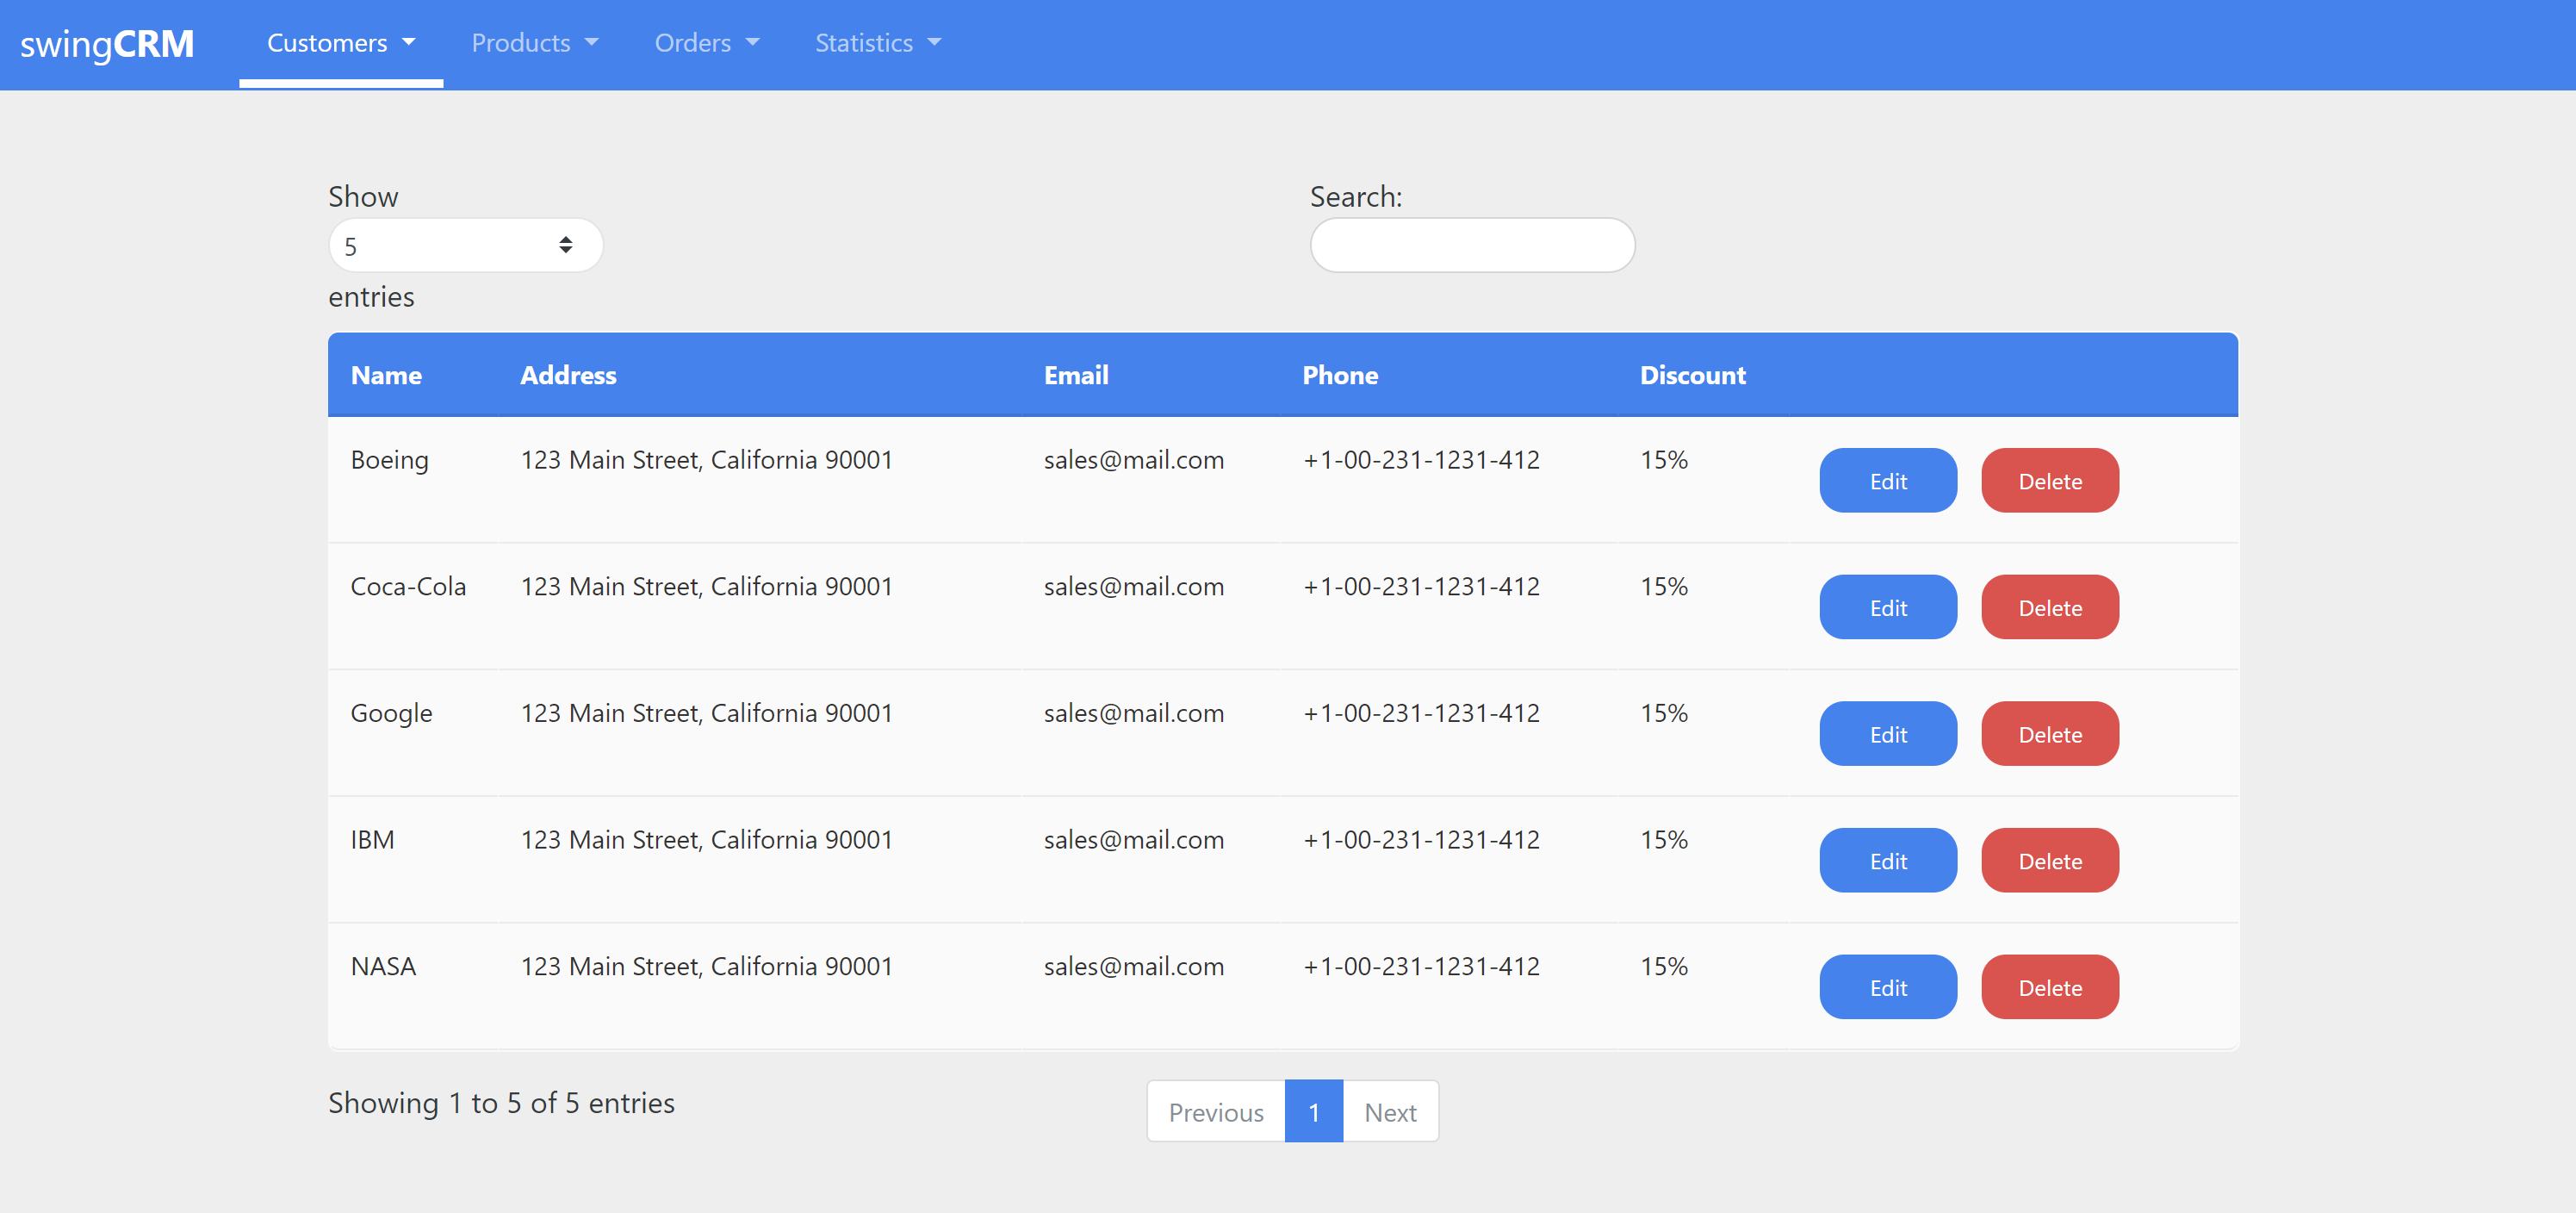 swingCRM Customers Products Orders Statistics
Show Search:
5
entries
Name Address Email Phone Discount
Boeing 123 Main Street, California 90001 sales@mail.com +1-00-231-1231-412 15% Edit Delete
Coca-Cola 123 Main Street, California 90001 sales@mail.com +1-00-231-1231-412 15% Edit Delete
Google 123 Main Street, California 90001 sales@mail.com +1-00-231-1231-412 15% Edit Delete
IBM 123 Main Street, California 90001 sales@mail.com +1-00-231-1231-412 15% Edit Delete
NASA 123 Main Street, California 90001 sales@mail.com +1-00-231-1231-412 15% Edit Delete
Showing 1 to 5 of 5 entries Previous 1 Next